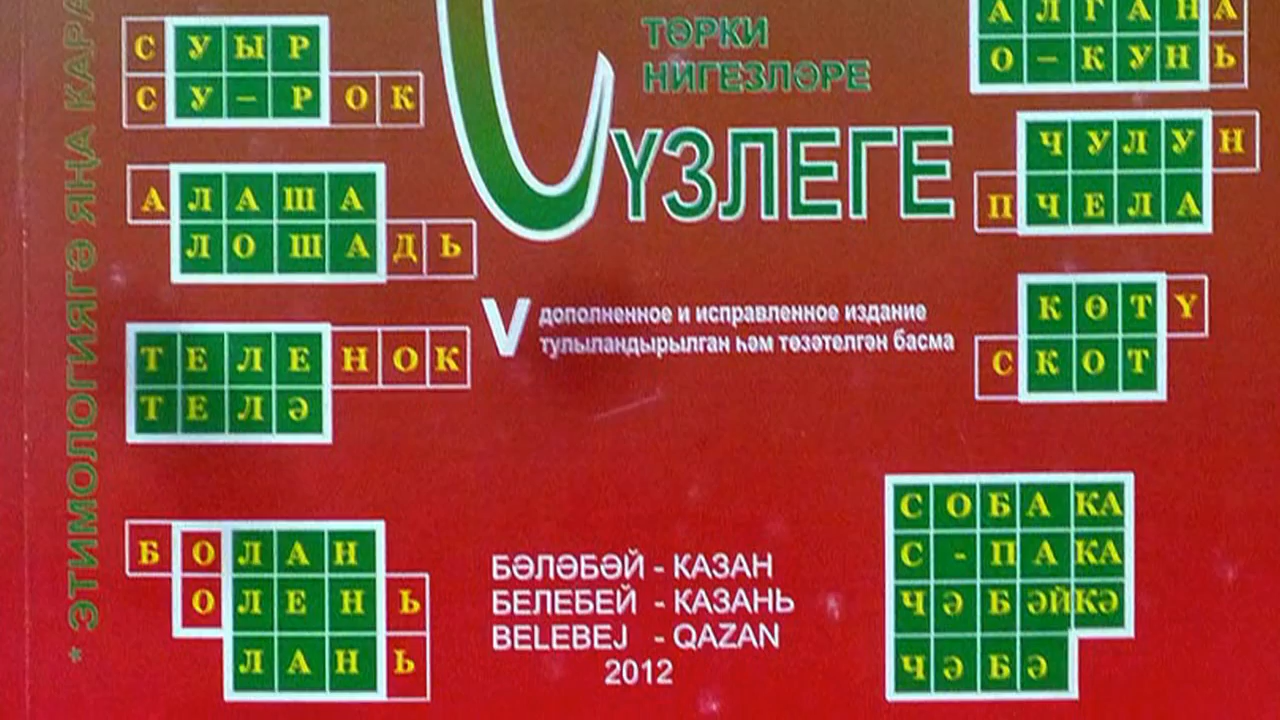 * ЭТИМОЛОГИЯГӘ ЯҢА КАРА
СУЫР
СУ–РОК
АЛАША
ЛОШАДЬ
ТЕЛЕНОК
ТЕЛӘ
БОЛАН
ОЛЕНЬ
ЛАНЬ
ТӘРКИ
НИГЕЗЛӘРЕ
СҮЗЛЕГЕ
V дополненное и исправленное издание
тулыландырылган һәм төзәтелгән басма
БӘЛӘБӘЙ - КАЗАН
БЕЛЕБЕЙ - КАЗАНЬ
BELEBEJ - QAZAN
2012
АЛГАНА
О–КУНЬ
ЧУЛУН
ПЧЕЛА
КӨТҮ
СКОТ
СОБАКА
С-ПАКА
ЧӘБӘЙКӘ
ЧӘБӘ